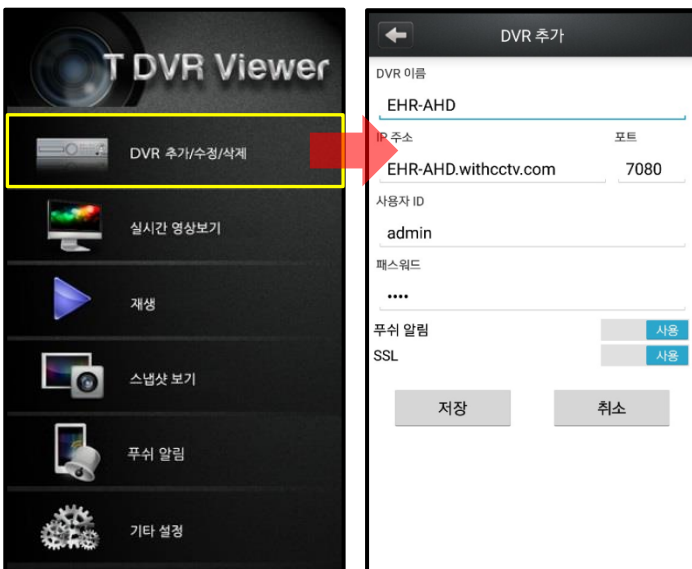 T DVR Viewer
DVR 추가/수정/삭제
실시간 영상보기
재생
스냅샷 보기
푸쉬 알림
기타 설정
DVR 추가
DVR 이름
EHR-AHD
IP 주소 포트
EHR-AHD.withcctv.com 7080
사용자 ID
admin
패스워드
••••
푸쉬 알림 사용
SSL 사용
저장 취소